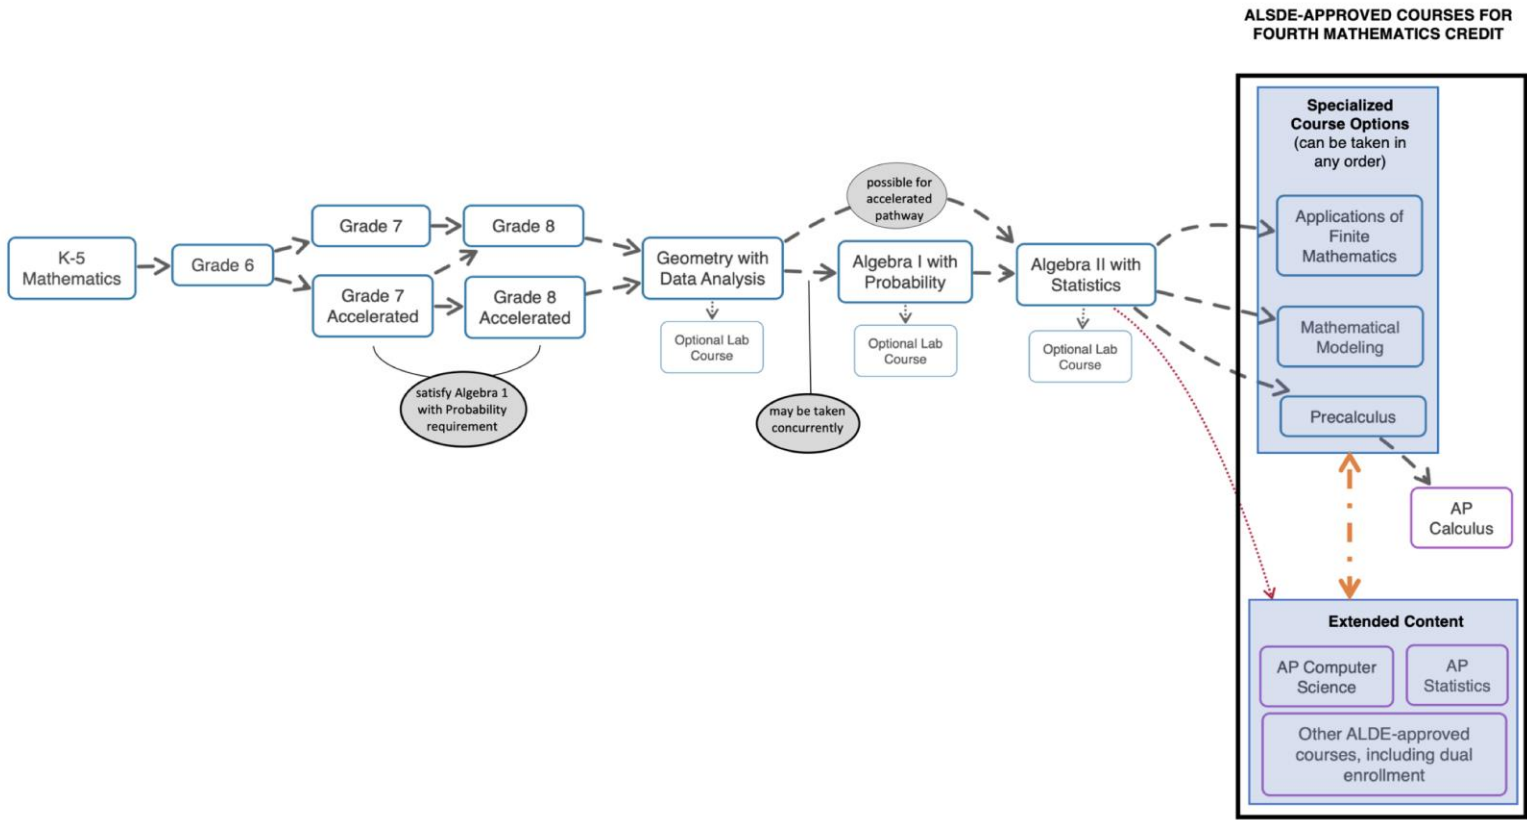 ALSDE-APPROVED COURSES FOR
FOURTH MATHEMATICS CREDIT
Specialized
Course Options
(can be taken in
any order)
Applications of
Finite
Mathematics
Mathematical
Modeling
Precalculus
AP
Calculus
K-5
Mathematics
Grade 6
Grade 7
Grade 8
Grade 7
Accelerated
Grade 8
Accelerated
satisfy Algebra 1
with Probability
requirement
Geometry with
Data Analysis
Optional Lab
Course
possible for
accelerated
pathway
may be taken
concurrently
Algebra I with
Probability
Optional Lab
Course
Algebra II with
Statistics
Optional Lab
Course
Extended Content
AP Computer
Science
AP
Statistics
Other ALDE-approved
courses, including dual
enrollment